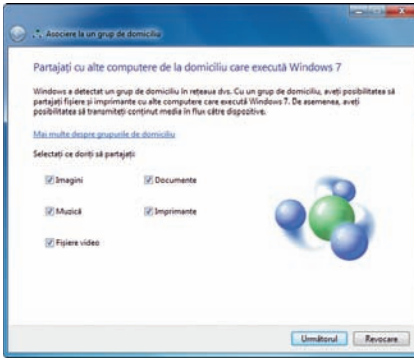 Asociere la un grup de domiciliu
Partajați cu alte computere de la domiciliu care execută Windows 7
Windows a detectat un grup de domiciliu în rețeaua dvs. Cu un grup de domiciliu, aveți posibilitatea să
partajați fișiere și imprimante cu alte computere care execută Windows 7. De asemenea, aveți
posibilitatea să transmiteți conținut media în flux către dispozitive.
Mai multe despre grupurile de domiciliu
Selectați ce doriți să partajați:
Imagini Documente
Muzică Imprimante
Fișiere video
Următorul Revocare